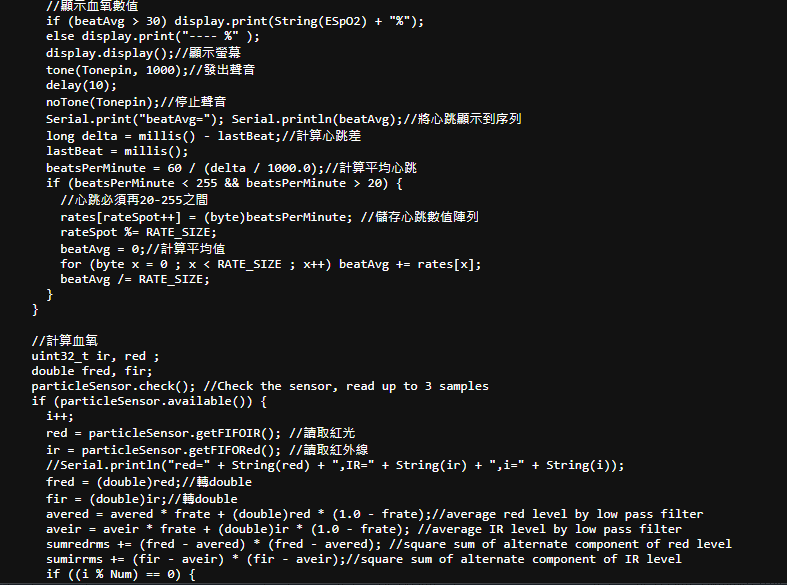 //顯示血氧數值
if (beatAvg > 30) display.print(String(ESpO2) + "%");
else display.print("---- %" );
display.display();//顯示螢幕
tone(Tonepin, 1000);//發出聲音
delay(10);
noTone(Tonepin);//停止聲音
Serial.print("beatAvg="); Serial.println(beatAvg);//將心跳顯示到序列
long delta = millis() - lastBeat;//計算心跳差
lastBeat = millis();
beatsPerMinute = 60 / (delta / 1000.0);//計算平均心跳
if (beatsPerMinute < 255 && beatsPerMinute > 20) {
//心跳必須再20-255之間
rates[rateSpot++] = (byte)beatsPerMinute; //儲存心跳數值陣列
rateSpot %= RATE_SIZE;
beatAvg = 0;//計算平均值
for (byte x = 0 ; x < RATE_SIZE ; x++) beatAvg += rates[x];
beatAvg /= RATE_SIZE;
}
}
//計算血氧
uint32_t ir, red ;
double fred, fir;
particleSensor.check(); //Check the sensor, read up to 3 samples
if (particleSensor.available()) {
i++;
red = particleSensor.getFIFOIR(); //讀取紅光
ir = particleSensor.getFIFORed(); //讀取紅外線
//Serial.println("red=" + String(red) + ",IR=" + String(ir) + ",i=" + String(i));
fred = (double)red;//轉double
fir = (double)ir;//轉double
avered = avered * frate + (double)red * (1.0 - frate);//average red level by low pass filter
aveir = aveir * frate + (double)ir * (1.0 - frate); //average IR level by low pass filter
sumredrms += (fred - avered) * (fred - avered); //square sum of alternate component of red level
sumirrms += (fir - aveir) * (fir - aveir);//square sum of alternate component of IR level
if ((i % Num) == 0) {